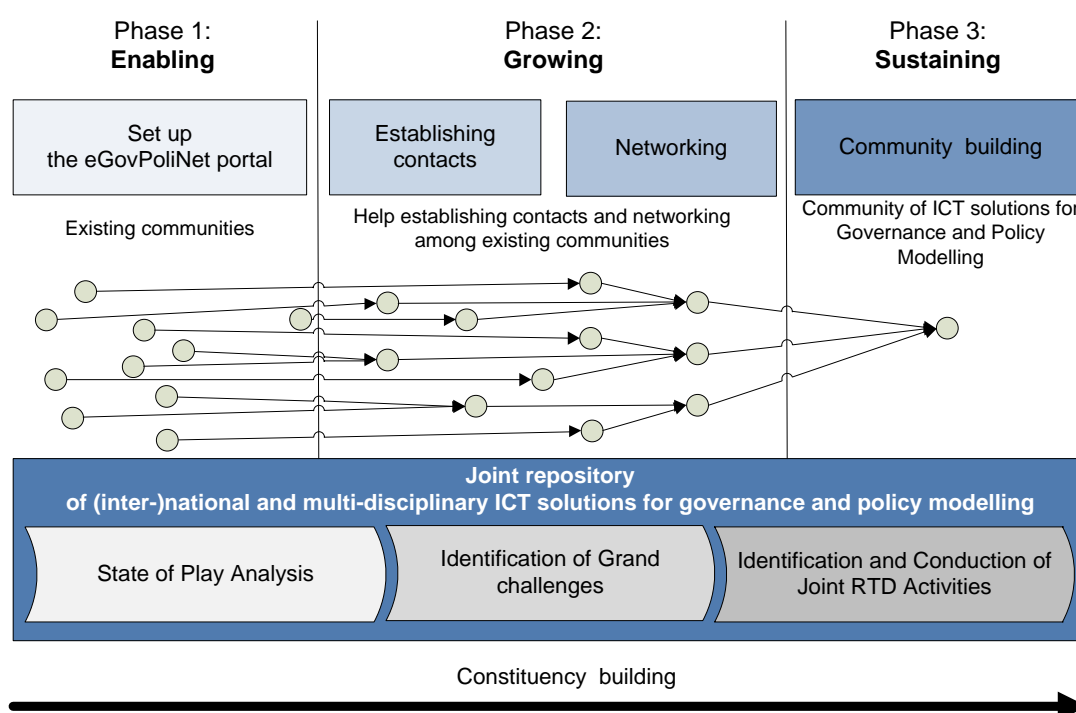 Phase 1:
Enabling
Phase 2:
Growing
Phase 3:
Sustaining
Set up
the eGovPoliNet portal
Establishing
contacts
Networking
Community building
Existing communities
Help establishing contacts and networking
among existing communities
Community of ICT solutions for
Governance and Policy
Modelling
Joint repository
of (inter-)national and multi-disciplinary ICT solutions for governance and policy modelling
State of Play Analysis
Identification of Grand
challenges
Identification and Conduction of
Joint RTD Activities
Constituency building